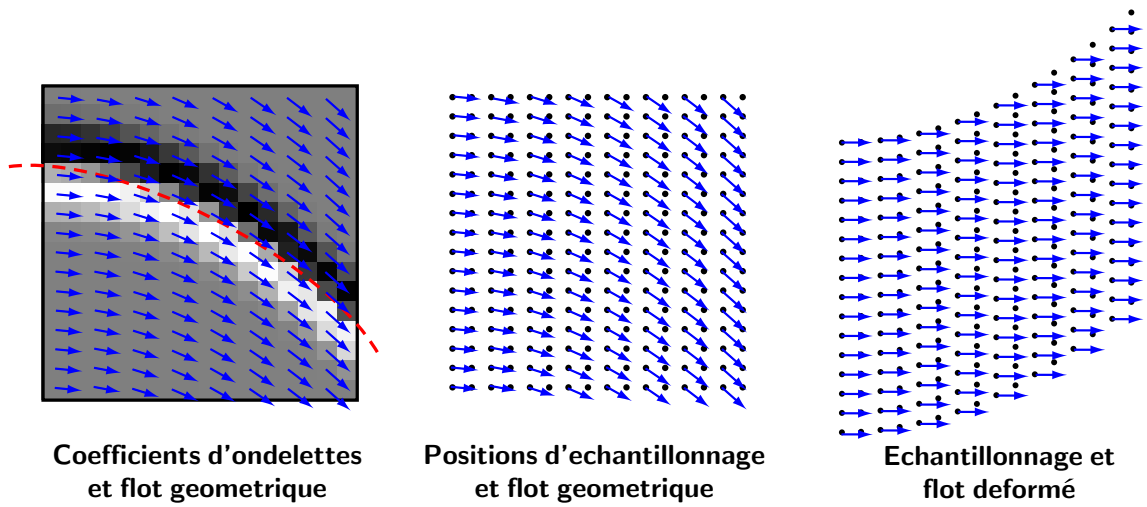 Coefficients d'ondelettes
et flot geometrique
Positions d'echantillonnage
et flot geometrique
Echantillonnage et
flot deformé